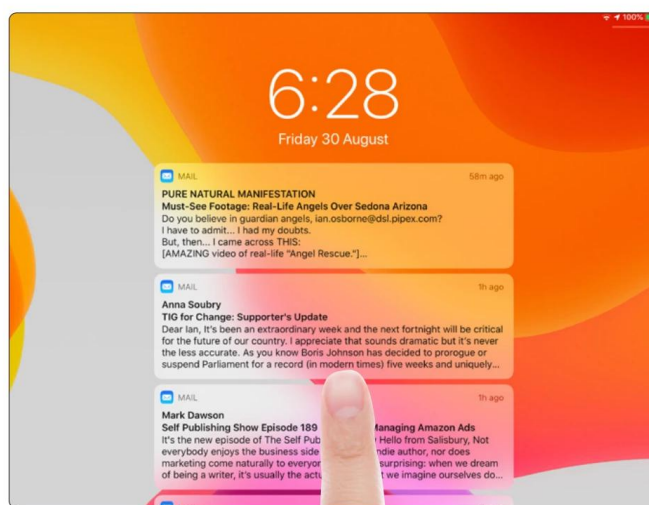 100%
6:28
Friday 30 August
MAIL 58m ago
PURE NATURAL MANIFESTATION
Must-See Footage: Real-Life Angels Over Sedona Arizona
Do you believe in guardian angels, ian.osborne@dsl.pipex.com?
I have to admit... I had my doubts.
But, then... I came across THIS:
[AMAZING video of real-life "Angel Rescue."]...
MAIL 1h ago
Anna Soubry
TIG for Change: Supporter's Update
Dear Ian, It's been an extraordinary week and the next fortnight will be critical
for the future of our country. I appreciate that sounds dramatic but it's never
the less accurate. As you know Boris Johnson has decided to prorogue or
suspend Parliament for a record (in modern times) five weeks and uniquely...
MAIL 1h ago
Mark Dawson
Self Publishing Show Episode 189 Managing Amazon Ads
It's the new episode of The Self Pub Hello from Salisbury, Not
everybody enjoys the business side ndie author, nor does
marketing come naturally to everyon surprising: when we dream
of being a writer, it's usually the actu t we imagine ourselves do...